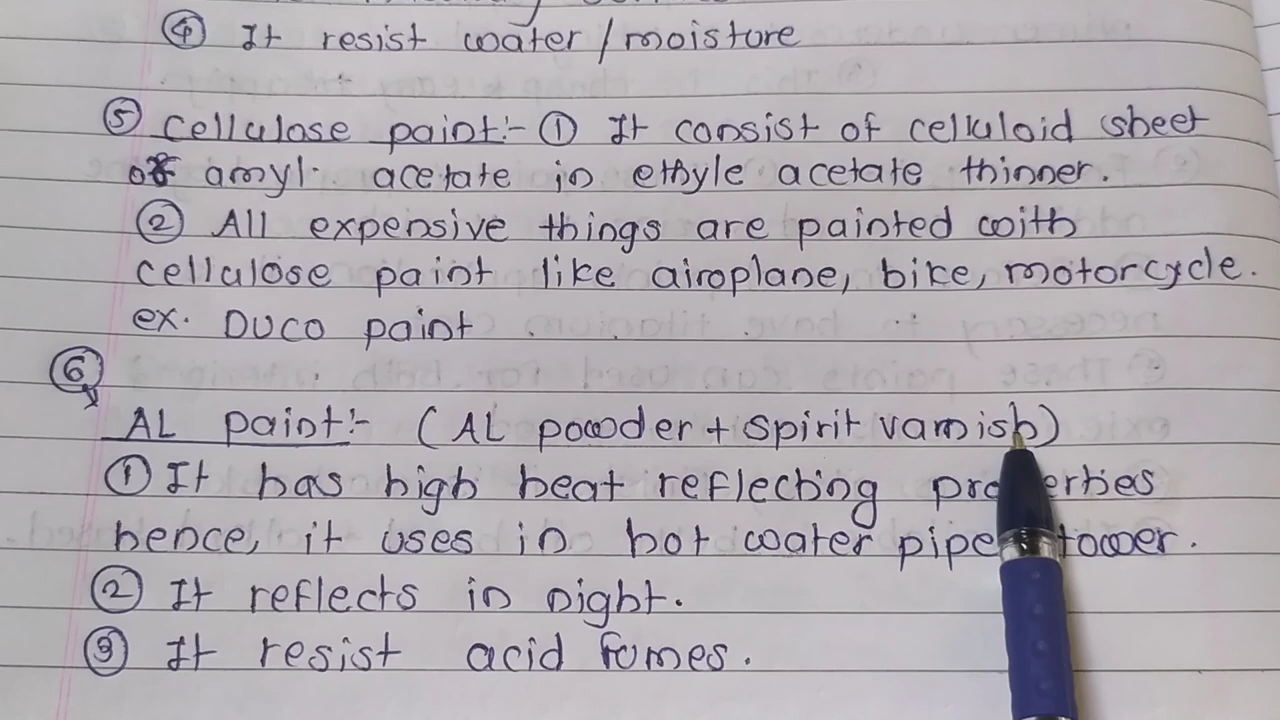 ④ It resist water/moisture
⑤ cellulose paint:- ① It consist of celluloid sheet
of amyl. acetate in ethyle acetate thinner.
② All expensive things are painted with
cellulose paint like airoplane, bike, motorcycle.
ex. DUCO paint
⑥
AL paint:- (AL powder + spirit varnish)
① It has high heat reflecting properties
hence, it uses in hot water pipe tower.
② It reflects in night.
③ It resist acid fumes.